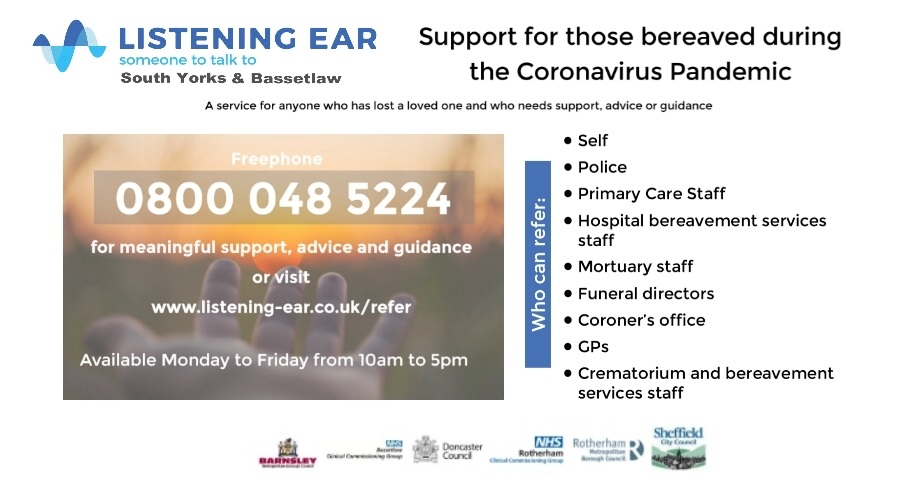 LISTENING EAR
someone to talk to
South Yorks & Bassetlaw
Support for those bereaved during
the Coronavirus Pandemic
A service for anyone who has lost a loved one and who needs support, advice or guidance
Freephone
0800 048 5224
for meaningful support, advice and guidance
or visit
www.listening-ear.co.uk/refer
Available Monday to Friday from 10am to 5pm
Who can refer:
Self
Police
Primary Care Staff
Hospital bereavement services
staff
Mortuary staff
Funeral directors
Coroner's office
GPs
Crematorium and bereavement
services staff
BARNSLEY
Metropolitan Borough Council
NHS
Bassetlaw
Clinical Commissioning Group
Doncaster
Council
NHS
Rotherham
Clinical Commissioning Group
Rotherham
Metropolitan
Borough Council
Sheffield
City Council